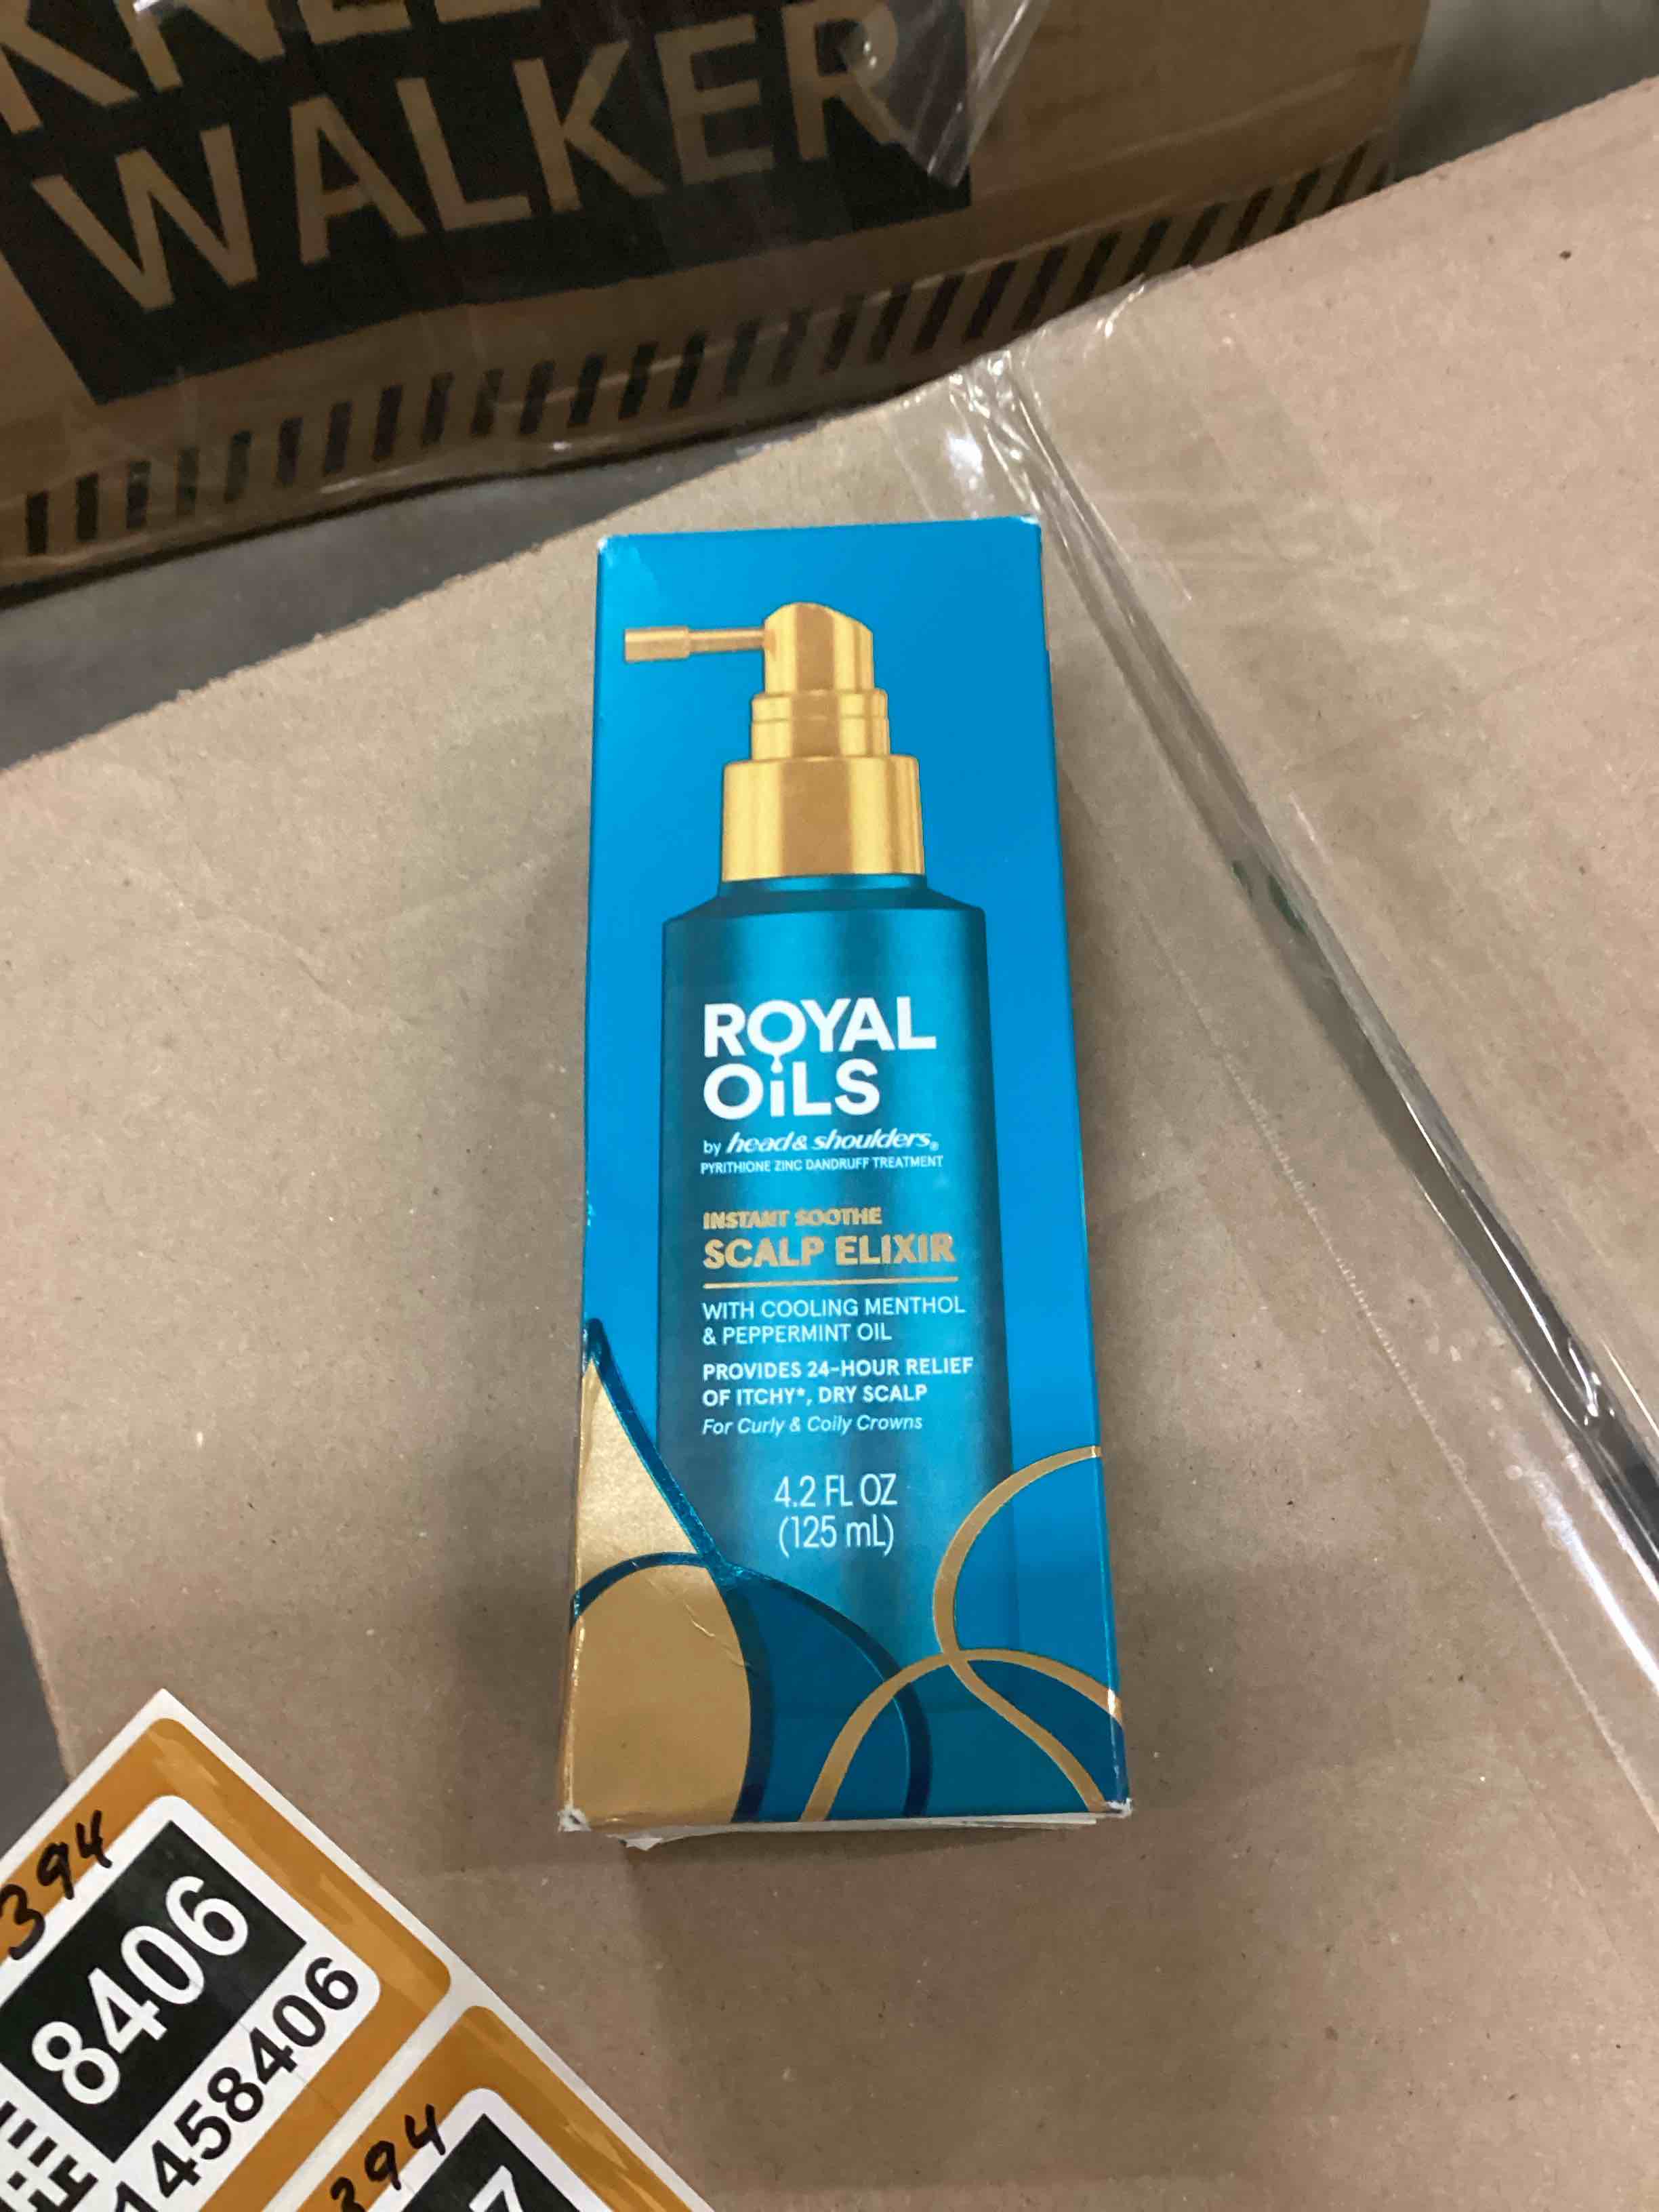 WALKER
ROYAL
OiLS
by head & shoulders®
PYRITHIONE ZINC DANDRUFF TREATMENT
INSTANT SOOTHE
SCALP ELIXIR
WITH COOLING MENTHOL
& PEPPERMINT OIL
PROVIDES 24-HOUR RELIEF
OF ITCHY*, DRY SCALP
For Curly & Coily Crowns
4.2 FL OZ
(125 mL)
394
8406
1458406
394